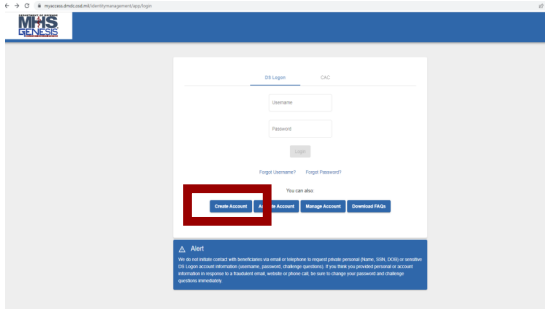 myaccess.dmdc.osd.mil/identitymanagement/app/login
MHS
GENESIS
DS Logon CAC
Username
Password
Login
Forgot Username? Forgot Password?
You can also:
Create Account Account Manage Account Download FAQs
Alert
We do not initiate contact with beneficiaries via email or telephone to request private personal (Name, SSN, DOB) or sensitive
DS Logon account information (username, password, challenge questions). If you think you provided personal or account
information in response to a fraudulent email, website or phone call, be sure to change your password and challenge
questions immediately.